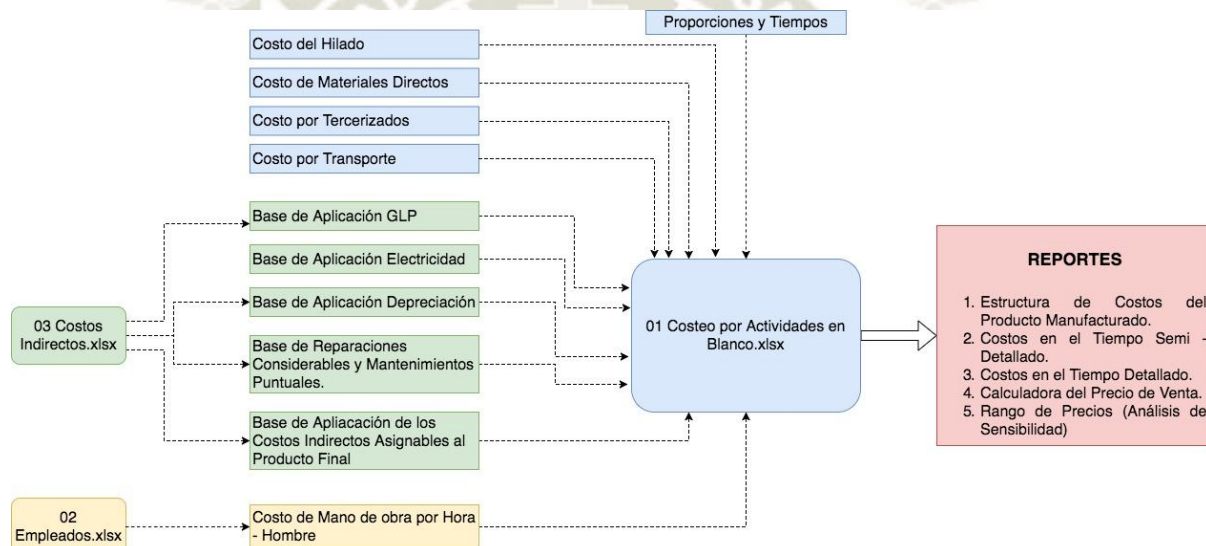 Proporciones y Tiempos
Costo del Hilado
Costo de Materiales Directos
Costo por Tercerizados
Costo por Transporte
Base de Aplicación GLP
Base de Aplicación Electricidad
Base de Aplicación Depreciación
Base de Reparaciones
Considerables y Mantenimientos
Puntuales.
Base de Apliacación de los
Costos Indirectos Asignables al
Producto Final
Costo de Mano de obra por Hora
- Hombre
03 Costos
Indirectos.xlsx
02
Empleados.xlsx
01 Costeo por Actividades en
Blanco.xlsx
REPORTES
1. Estructura de Costos del
Producto Manufacturado.
2. Costos en el Tiempo Semi -
Detallado.
3. Costos en el Tiempo Detallado.
4. Calculadora del Precio de Venta.
5. Rango de Precios (Análisis de
Sensibilidad)